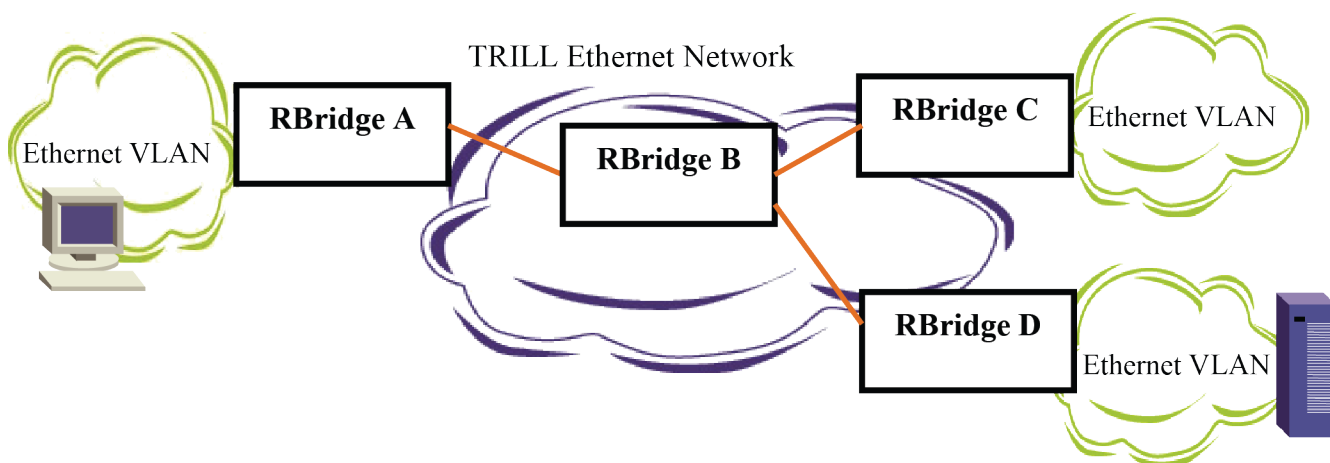 TRILL Ethernet Network
RBridge A
RBridge C
Ethernet VLAN
RBridge B
Ethernet VLAN
RBridge D
Ethernet VLAN